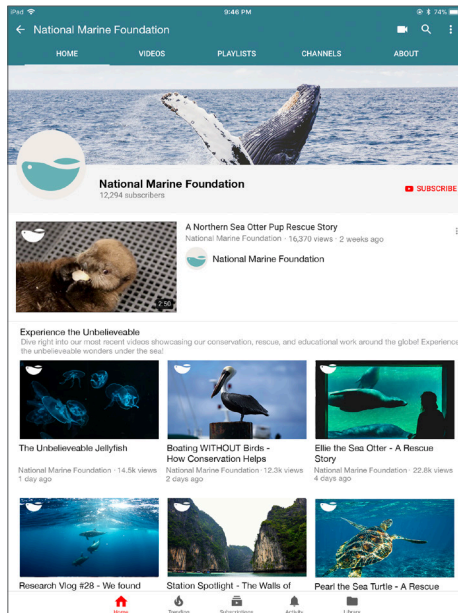 iPad
9:46 PM
74%
National Marine Foundation
HOME
VIDEOS
PLAYLISTS
CHANNELS
ABOUT
National Marine Foundation
12,294 subscribers
SUBSCRIBE
A Northern Sea Otter Pup Rescue Story
National Marine Foundation · 16,370 views · 2 weeks ago
National Marine Foundation
2:50
Experience the Unbelieveable
Dive right into our most recent videos showcasing our conservation, rescue, and educational work around the globe! Experience
the unbelieveable wonders under the sea!
The Unbelieveable Jellyfish
National Marine Foundation · 14.5k views
1 day ago
Boating WITHOUT Birds -
How Conservation Helps
National Marine Foundation · 12.3k views
2 days ago
Ellie the Sea Otter - A Rescue
Story
National Marine Foundation · 22.8k views
4 days ago
Research Vlog #28 - We found
Station Spotlight - The Walls of
Pearl the Sea Turtle - A Rescue
Home
Trending
Subscriptions
Activity
Library